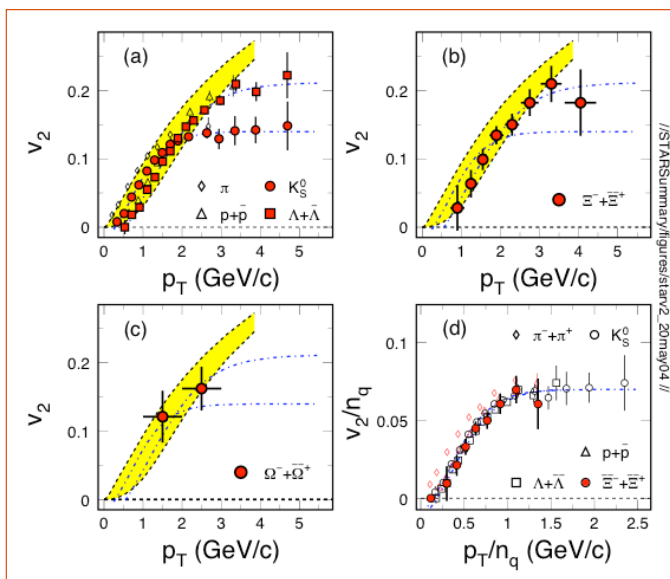 (a)
(b)
v₂
0.2
0.1
0
π K⁰S
p+p̄ Λ+Λ̄
0 1 2 3 4 5
pT (GeV/c)
v₂
0.2
0.1
0
Ξ⁻+Ξ̄⁺
0 1 2 3 4 5
pT (GeV/c)
//STARSummary/figures/starv2_20may04 //
(c)
v₂
0.2
0.1
0
Ω⁻+Ω̄⁺
0 1 2 3 4 5
pT (GeV/c)
(d)
v₂/nq
0.1
0.05
0
π⁻+π⁺ K⁰S
p+p̄
Λ+Λ̄ Ξ̄⁻+Ξ̄⁺
0 0.5 1 1.5 2 2.5
pT/nq (GeV/c)